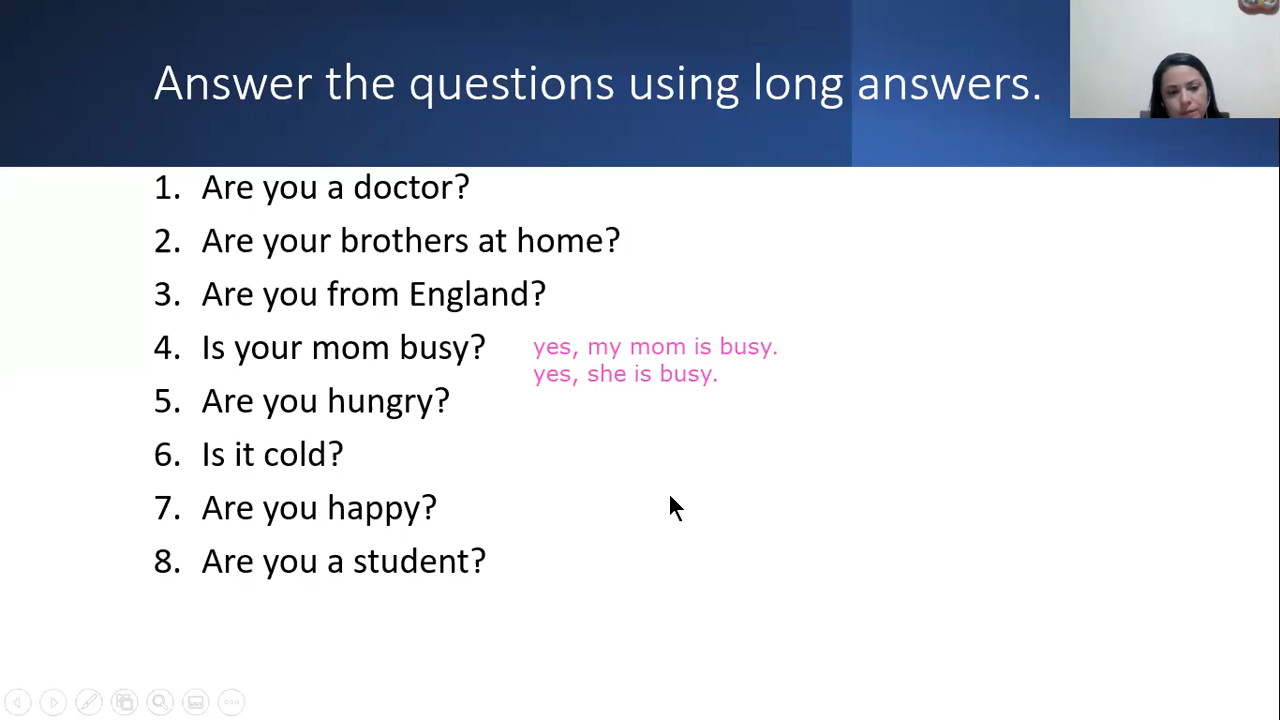 Answer the questions using long answers.
1. Are you a doctor?
2. Are your brothers at home?
3. Are you from England?
4. Is your mom busy?
yes, my mom is busy.
yes, she is busy.
5. Are you hungry?
6. Is it cold?
7. Are you happy?
8. Are you a student?